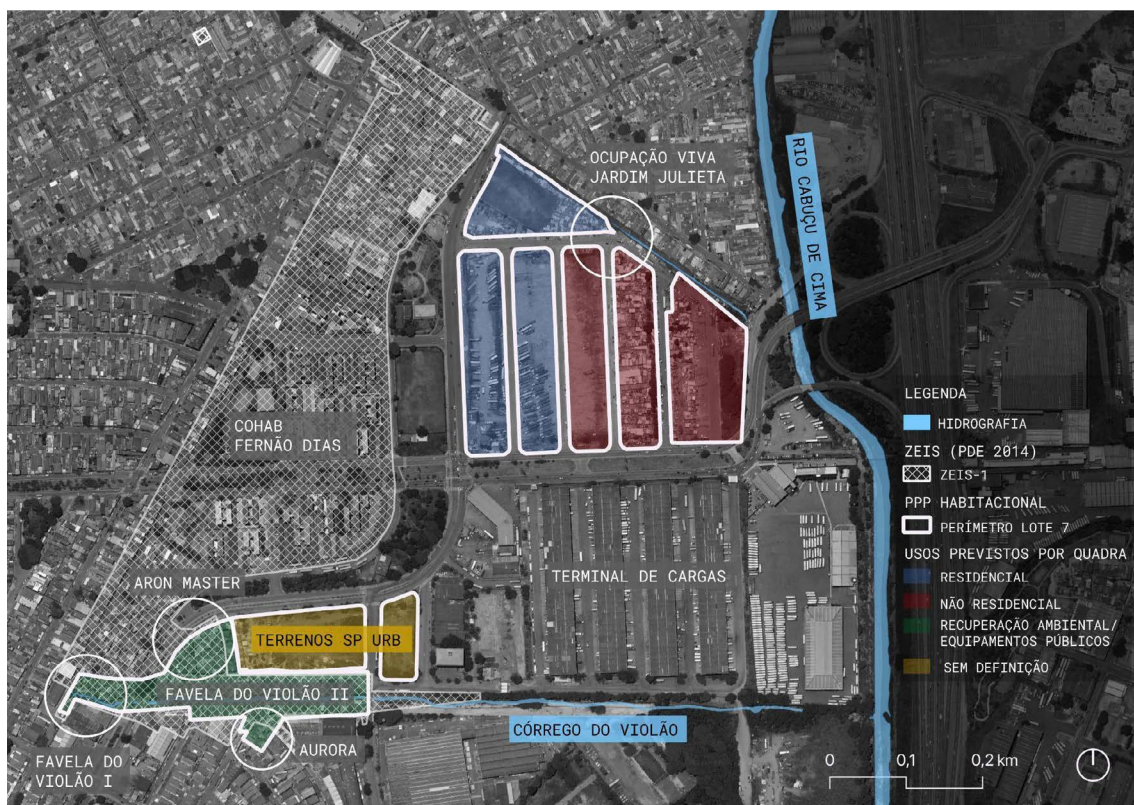 OCUPAÇÃO VIVA
JARDIM JULIETA
RIO CABUÇU DE CIMA
COHAB
FERNÃO DIAS
ARON MASTER
TERRENOS SP URB
TERMINAL DE CARGAS
FAVELA DO VIOLÃO II
FAVELA DO
VIOLÃO I
AURORA
CÓRREGO DO VIOLÃO
LEGENDA
HIDROGRAFIA
ZEIS (PDE 2014)
ZEIS-1
PPP HABITACIONAL
PERÍMETRO LOTE 7
USOS PREVISTOS POR QUADRA
RESIDENCIAL
NÃO RESIDENCIAL
RECUPERAÇÃO AMBIENTAL/
EQUIPAMENTOS PÚBLICOS
SEM DEFINIÇÃO
0 0,1 0,2 km